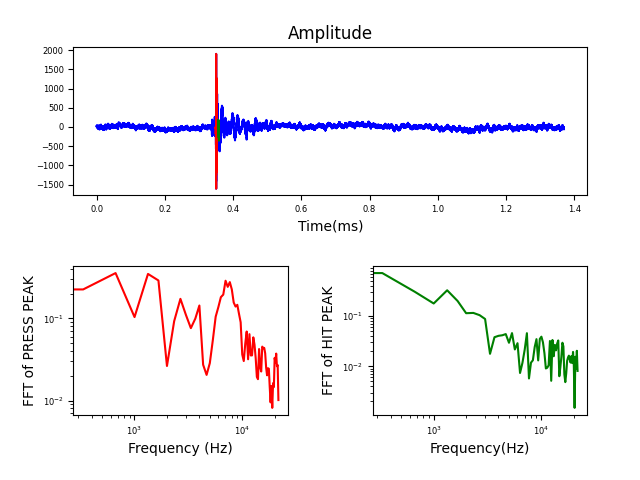 Amplitude
2000
1500
1000
500
0
−500
−1000
−1500
0.0 0.2 0.4 0.6 0.8 1.0 1.2 1.4
Time(ms)
FFT of PRESS PEAK
10⁻¹
10⁻²
10³ 10⁴
Frequency (Hz)
FFT of HIT PEAK
10⁻¹
10⁻²
10³ 10⁴
Frequency(Hz)